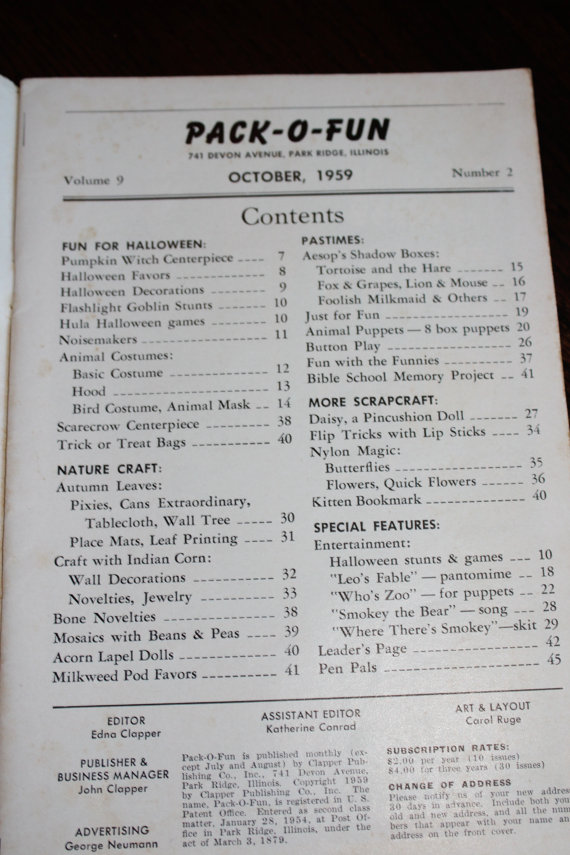 PACK-O-FUN
741 DEVON AVENUE, PARK RIDGE, ILLINOIS
Volume 9 OCTOBER, 1959 Number 2
Contents
FUN FOR HALLOWEEN:
Pumpkin Witch Centerpiece ---- 7
Halloween Favors ------------- 8
Halloween Decorations -------- 9
Flashlight Goblin Stunts ------- 10
Hula Halloween games -------- 10
Noisemakers ----------------- 11
Animal Costumes:
Basic Costume -------------- 12
Hood ---------------------- 13
Bird Costume, Animal Mask -- 14
Scarecrow Centerpiece --------- 38
Trick or Treat Bags ----------- 40
NATURE CRAFT:
Autumn Leaves:
Pixies, Cans Extraordinary,
Tablecloth, Wall Tree ----- 30
Place Mats, Leaf Printing ---- 31
Craft with Indian Corn:
Wall Decorations ----------- 32
Novelties, Jewelry ---------- 33
Bone Novelties --------------- 38
Mosaics with Beans & Peas ---- 39
Acorn Lapel Dolls ------------ 40
Milkweed Pod Favors ---------- 41
PASTIMES:
Aesop's Shadow Boxes:
Tortoise and the Hare ------- 15
Fox & Grapes, Lion & Mouse -- 16
Foolish Milkmaid & Others -- 17
Just for Fun ----------------- 19
Animal Puppets — 8 box puppets 20
Button Play ------------------ 26
Fun with the Funnies ---------- 37
Bible School Memory Project -- 41
MORE SCRAPCRAFT:
Daisy, a Pincushion Doll ------- 27
Flip Tricks with Lip Sticks ---- 34
Nylon Magic:
Butterflies ----------------- 35
Flowers, Quick Flowers ------ 36
Kitten Bookmark -------------- 40
SPECIAL FEATURES:
Entertainment:
Halloween stunts & games --- 10
"Leo's Fable" — pantomime -- 18
"Who's Zoo" — for puppets -- 22
"Smokey the Bear" — song --- 28
"Where There's Smokey" —skit 29
Leader's Page ---------------- 42
Pen Pals --------------------- 45
EDITOR
Edna Clapper
ASSISTANT EDITOR
Katherine Conrad
ART & LAYOUT
Carol Ruge
PUBLISHER &
BUSINESS MANAGER
John Clapper
ADVERTISING
George Neumann
Pack-O-Fun is published monthly (ex-
cept July and August) by Clapper Pub-
lishing Co., Inc., 741 Devon Avenue,
Park Ridge, Illinois. Copyright 1959
by Clapper Publishing Co., Inc. The
name, Pack-O-Fun, is registered in U. S.
Patent Office. Entered as second class
matter, January 28, 1954, at Post Of-
fice in Park Ridge, Illinois, under the
act of March 3, 1879.
SUBSCRIPTION RATES:
$2.00 per year (10 issues)
$4.00 for three years (30 issues)
CHANGE OF ADDRESS
Please notify us of your new addres
30 days in advance. Include both you
old and new address, and all the num
bers that appear with your name an
address on the front cover.